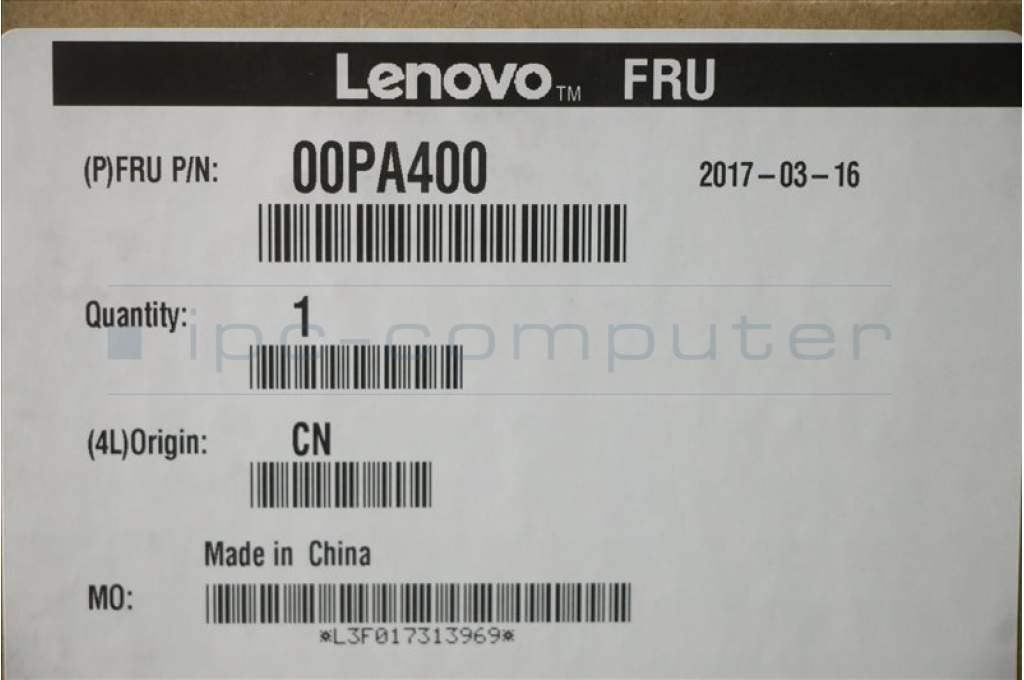 Lenovo™ FRU
(P)FRU P/N: 00PA400 2017-03-16
Quantity: 1
ipc-computer
(4L)Origin: CN
Made in China
MO:
*L3F017313969*